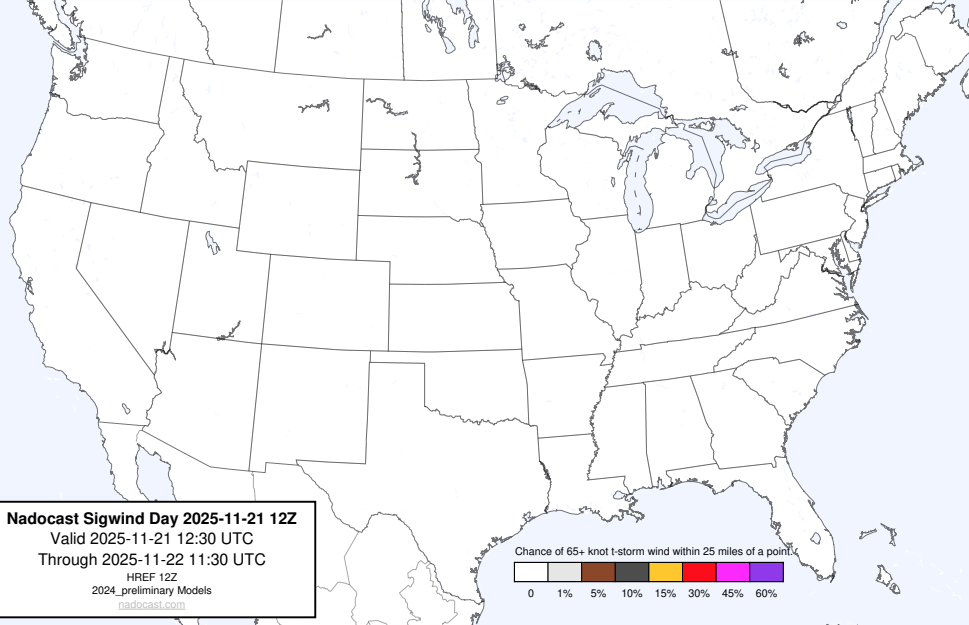 Nadocast Sigwind Day 2025-11-21 12Z
Valid 2025-11-21 12:30 UTC
Through 2025-11-22 11:30 UTC
HREF 12Z
2024_preliminary Models
nadocast.com
Chance of 65+ knot t-storm wind within 25 miles of a point.
0 1% 5% 10% 15% 30% 45% 60%